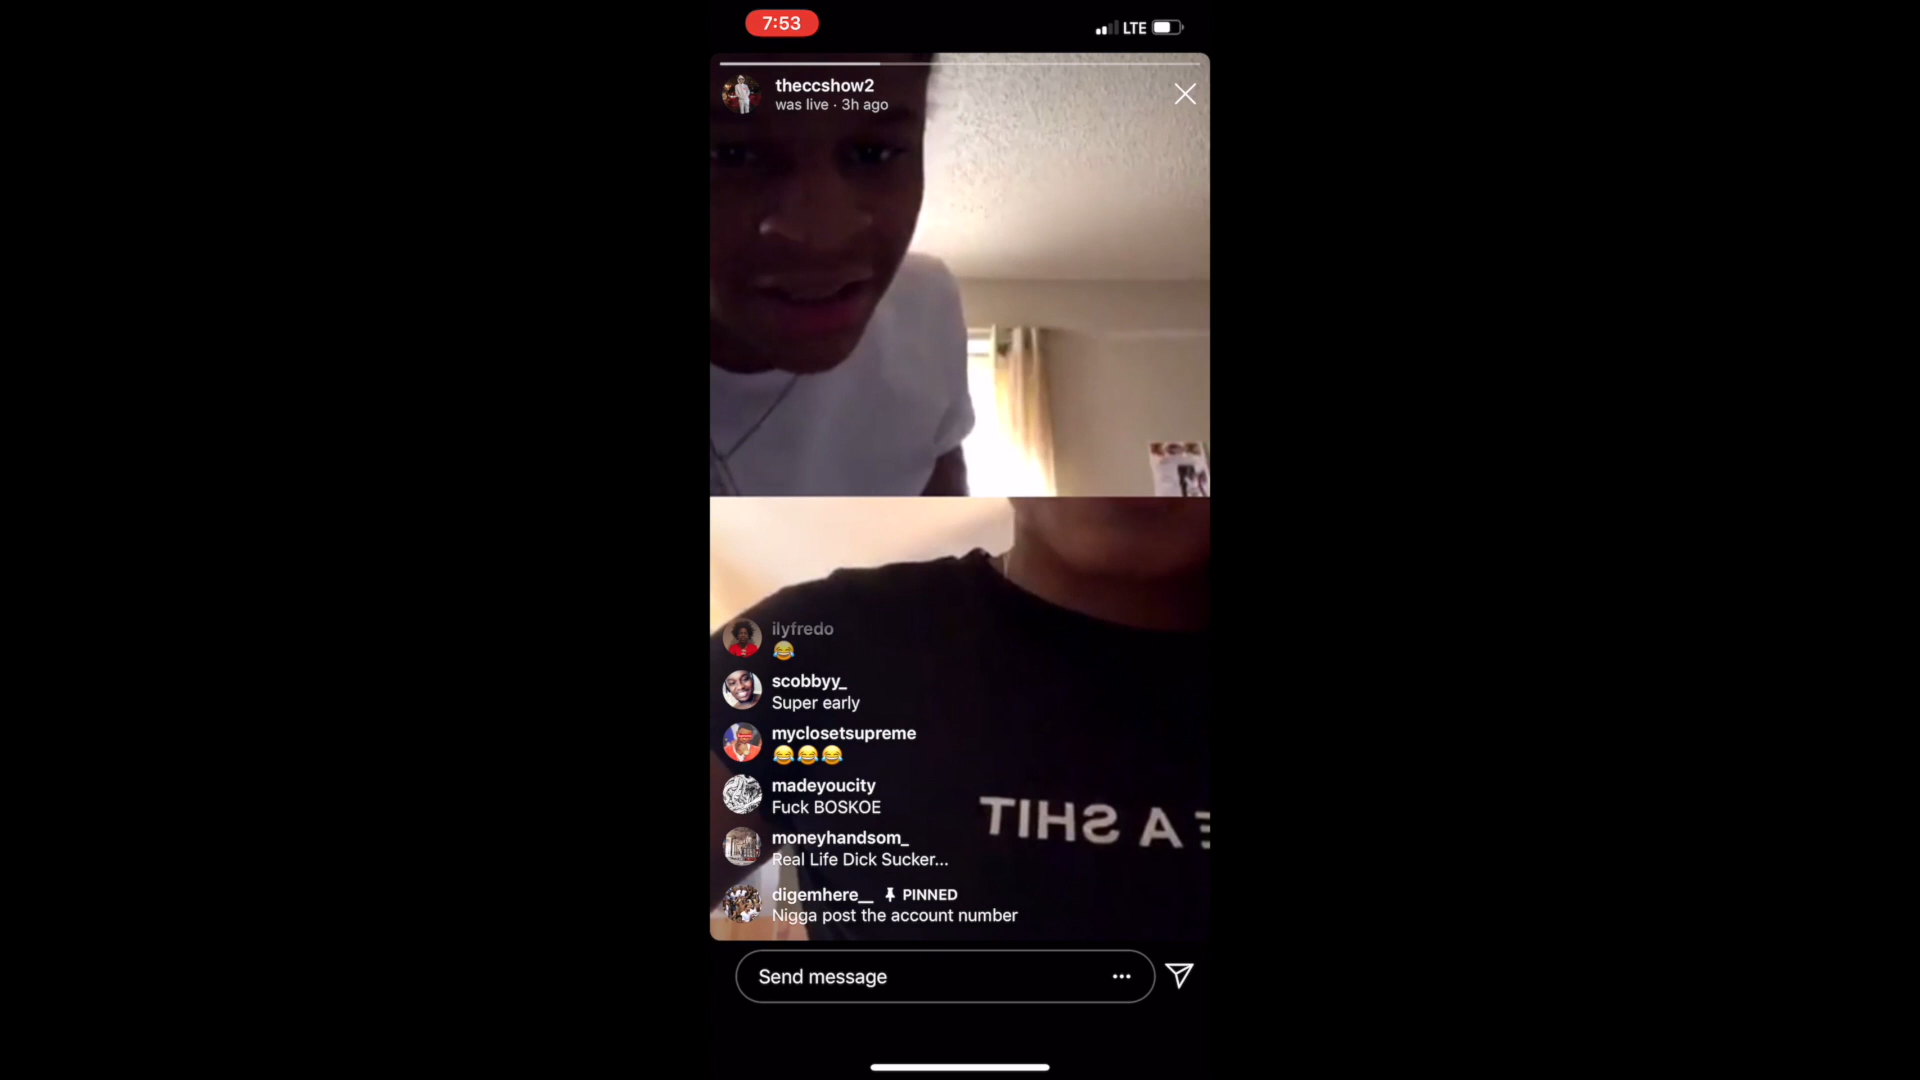 7:53
LTE
theccshow2
was live · 3h ago
ilyfredo
😂
scobbyy_
Super early
myclosetsupreme
😂😂😂
madeyoucity
Fuck BOSKOE
A SHIT
moneyhandsom_
Real Life Dick Sucker...
digemhere__ PINNED
Nigga post the account number
Send message